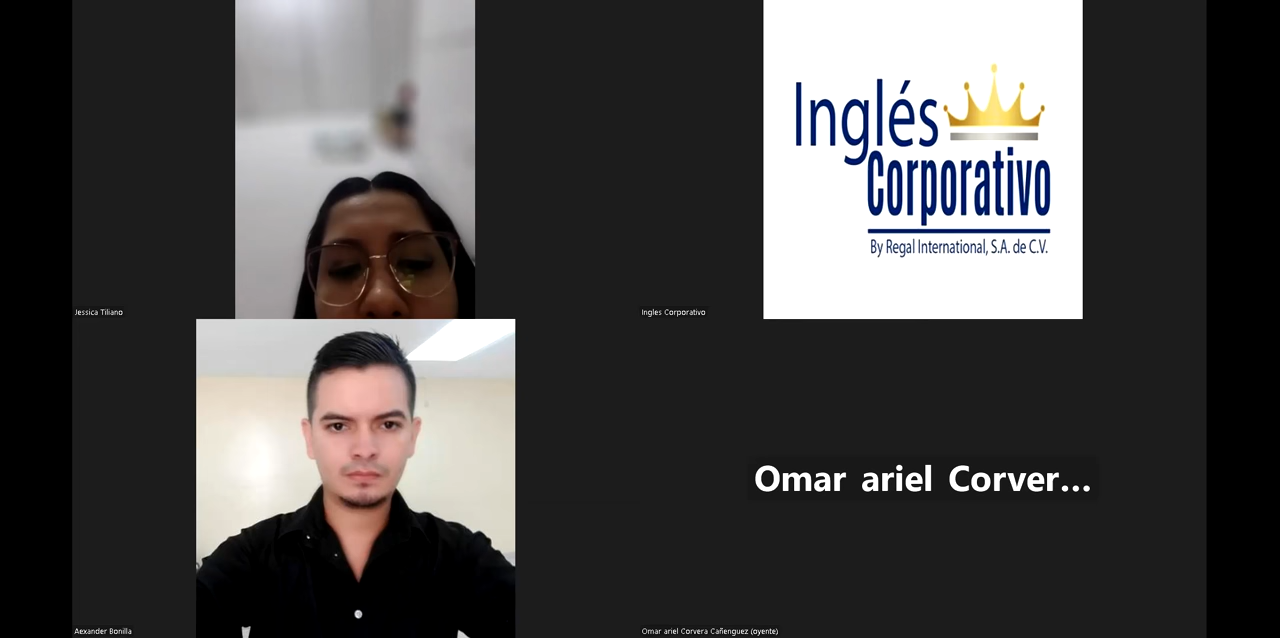 Inglés
Corporativo
By Regal International, S.A. de C.V.
Jessica Tiliano
Ingles Corporativo
Omar ariel Corver...
Aexander Bonilla
Omar ariel Corvera Cañenguez (oyente)